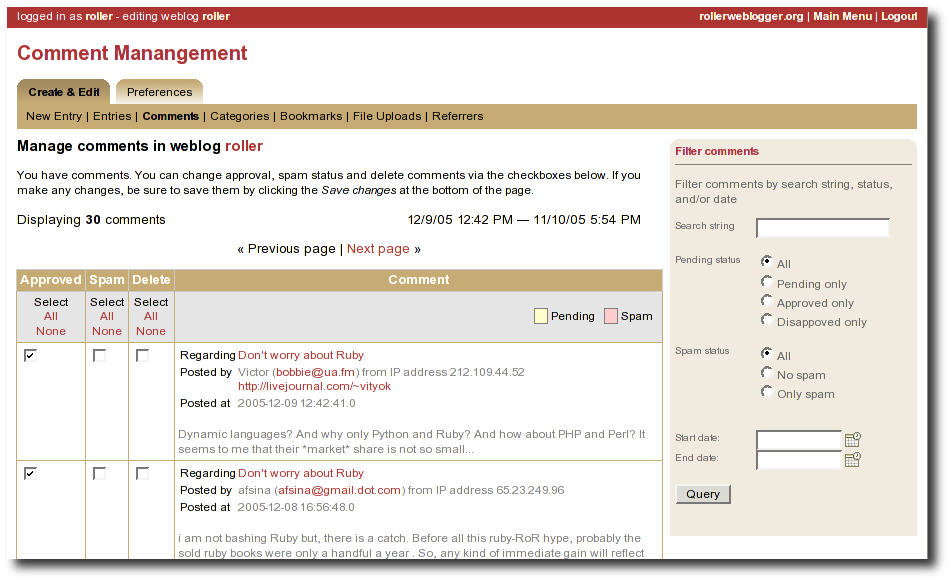 logged in as roller - editing weblog roller
rollerweblogger.org | Main Menu | Logout
Comment Manangement
Create & Edit
Preferences
New Entry | Entries | Comments | Categories | Bookmarks | File Uploads | Referrers
Manage comments in weblog roller
You have comments. You can change approval, spam status and delete comments via the checkboxes below. If you
make any changes, be sure to save them by clicking the Save changes at the bottom of the page.
Displaying 30 comments
12/9/05 12:42 PM — 11/10/05 5:54 PM
« Previous page | Next page »
Approved Spam Delete Comment
Select Select Select
All All All
None None None
Pending Spam
Regarding Don't worry about Ruby
Posted by Victor (bobbie@ua.fm) from IP address 212.109.44.52
http://livejournal.com/~vityok
Posted at 2005-12-09 12:42:41.0
Dynamic languages? And why only Python and Ruby? And how about PHP and Perl? It
seems to me that their *market* share is not so small...
Regarding Don't worry about Ruby
Posted by afsina (afsina@gmail.dot.com) from IP address 65.23.249.96
Posted at 2005-12-08 16:56:48.0
i am not bashing Ruby but, there is a catch. Before all this ruby-RoR hype, probably the
sold ruby books were only a handful a year . So, any kind of immediate gain will reflect
Filter comments
Filter comments by search string, status,
and/or date
Search string
Pending status
All
Pending only
Approved only
Disappoved only
Spam status
All
No spam
Only spam
Start date:
End date:
Query